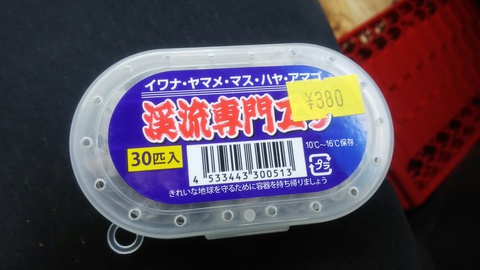 イワナ・ヤマメ・マス・ハヤ・アマゴ
¥380
渓流専門エサ
30匹入
10℃~16℃保存
4 533443 300513
プラ
きれいな地球を守るために容器を持ち帰りましょう